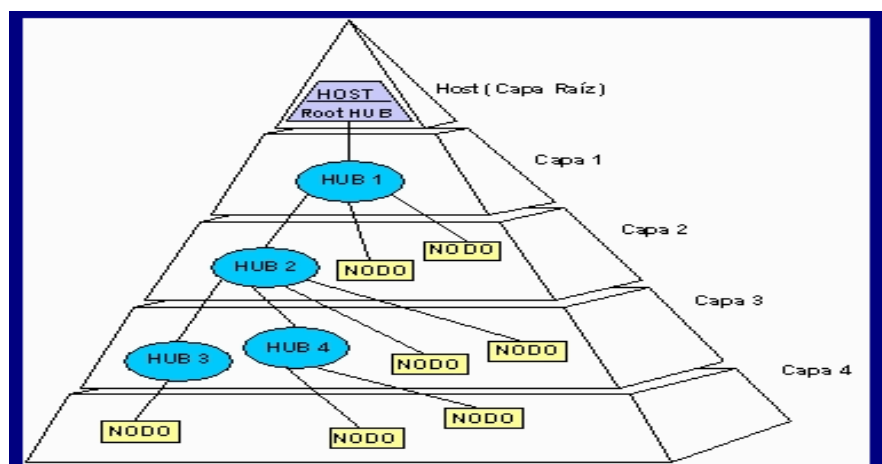 HOST
Root HUB
Host ( Capa Raíz )
Capa 1
HUB 1
Capa 2
HUB 2
NODO
NODO
Capa 3
HUB 3
HUB 4
NODO
NODO
Capa 4
NODO
NODO
NODO